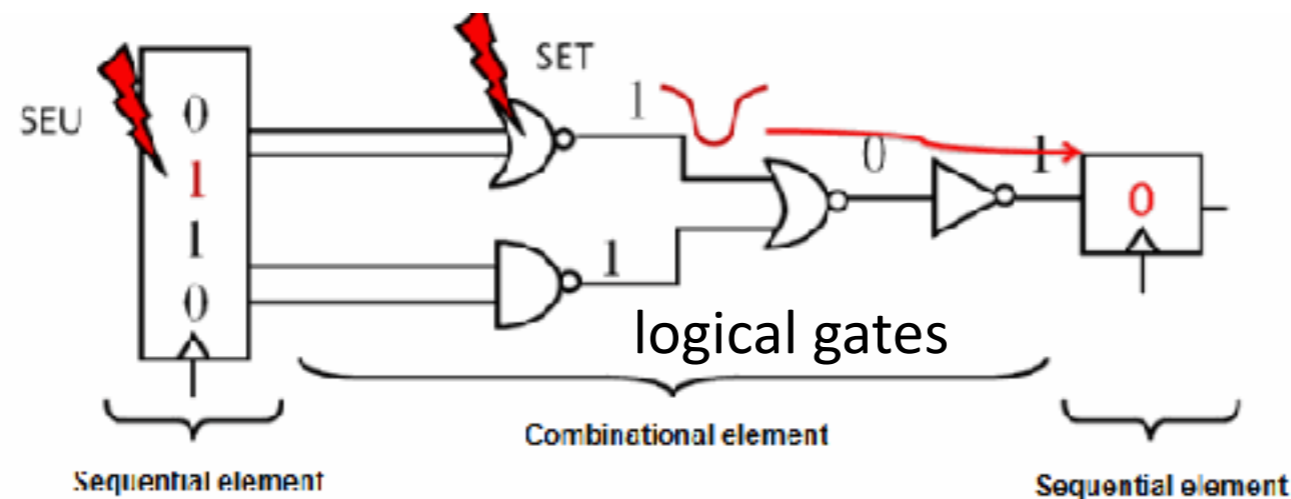 SET
SEU
0
1
1
0
1
1
0
1
0
logical gates
Combinational element
Sequential element
Sequential element